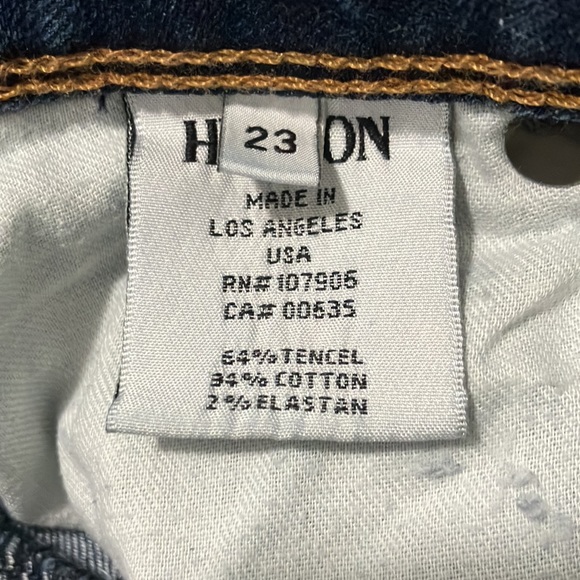 H ON
23
MADE IN
LOS ANGELES
USA
RN# 107906
CA# 00635
64% TENCEL
34% COTTON
2% ELASTAN